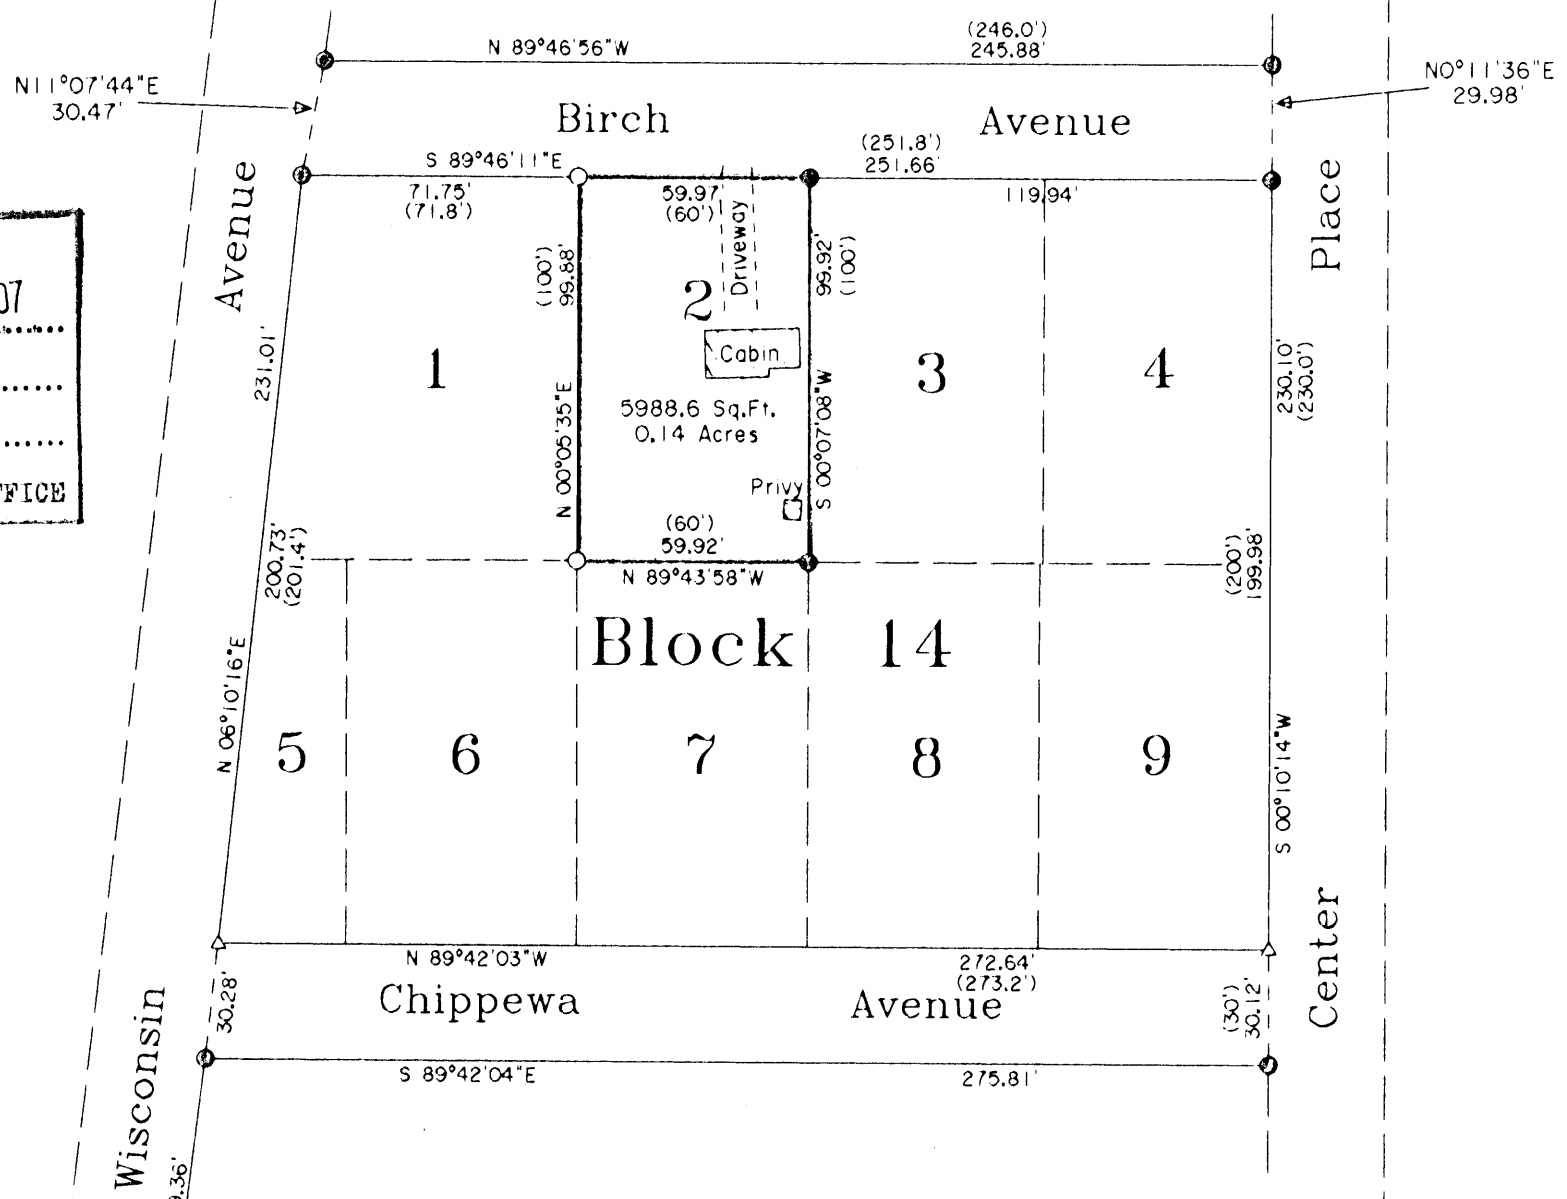 (246.0')
N 89°46'56"W 245.88'
N11°07'44"E
30.47'
N0°11'36"E
29.98'
Birch Avenue
(251.8')
S 89°46'11"E 251.66'
71.75'
(71.8')
59.97'
(60')
119.94'
Avenue
Place
Driveway
(100')
99.88'
99.92'
(100')
07
2
Cabin
1
3
4
231.01'
230.10'
(230.0')
5988.6 Sq.Ft.
0.14 Acres
N 00°05'35"E
S 00°07'08"W
Privy
(60')
59.92'
N 89°43'58"W
200.73'
(201.4')
(200')
199.98'
Block 14
N 06°10'16"E
5
6
7
8
9
S 00°10'14"W
N 89°42'03"W
272.64'
(273.2')
Chippewa Avenue
Center
30.28'
(30')
30.12'
S 89°42'04"E 275.81'
Wisconsin
9.36'